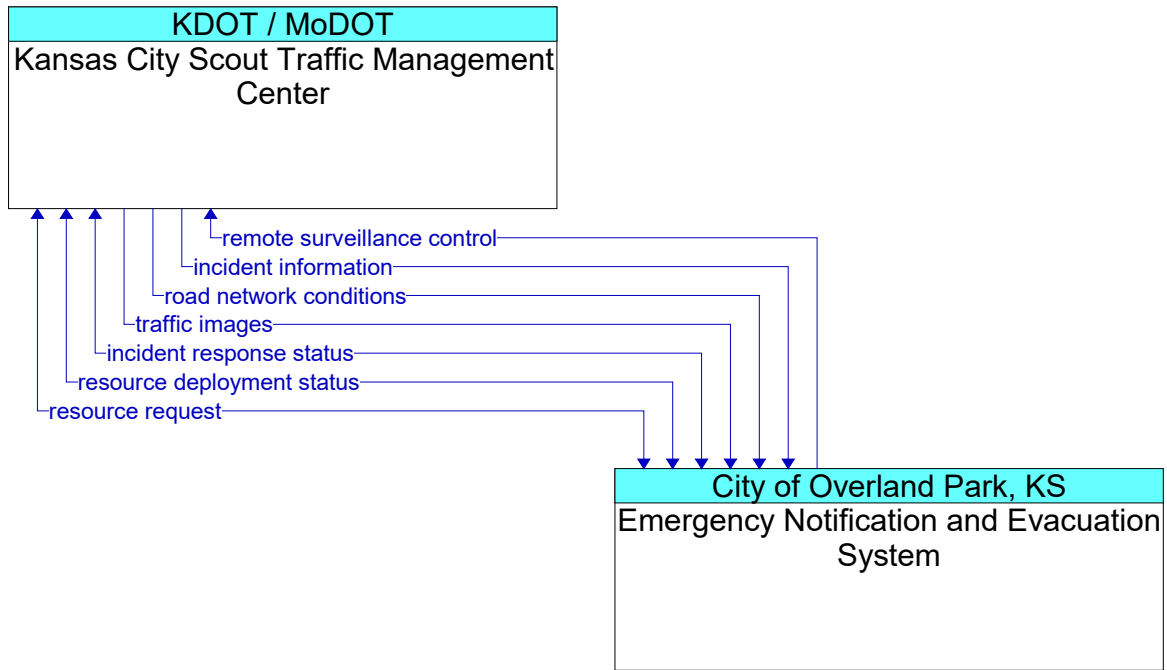 KDOT / MoDOT
Kansas City Scout Traffic Management
Center
remote surveillance control
incident information
road network conditions
traffic images
incident response status
resource deployment status
resource request
City of Overland Park, KS
Emergency Notification and Evacuation
System